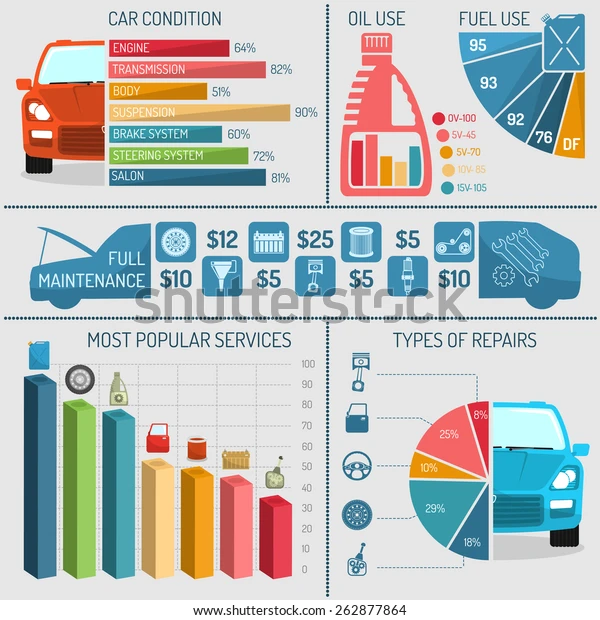 CAR CONDITION
ENGINE 64%
TRANSMISSION 82%
BODY 51%
SUSPENSION 90%
BRAKE SYSTEM 60%
STEERING SYSTEM 72%
SALON 81%
OIL USE
0V-100
5V-45
5V-70
10V-85
15V-105
FUEL USE
95
93
92
76
DF
FULL
MAINTENANCE
$12 $25 $5
$10 $5 $5 $10
MOST POPULAR SERVICES
100
90
80
70
60
50
40
30
20
10
0
TYPES OF REPAIRS
8%
25%
10%
29%
18%
shutterstock
shutterstock.com · 262877864